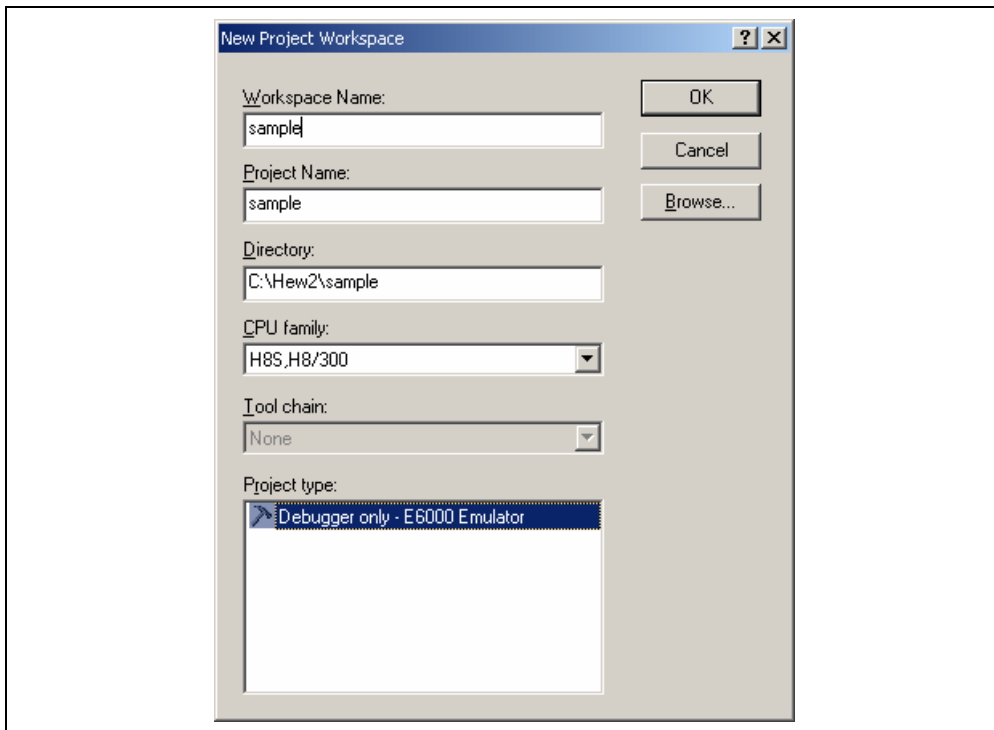 New Project Workspace
Workspace Name:
sample
Project Name:
sample
Directory:
C:\Hew2\sample
CPU family:
H8S,H8/300
Tool chain:
None
Project type:
Debugger only - E6000 Emulator
OK
Cancel
Browse...